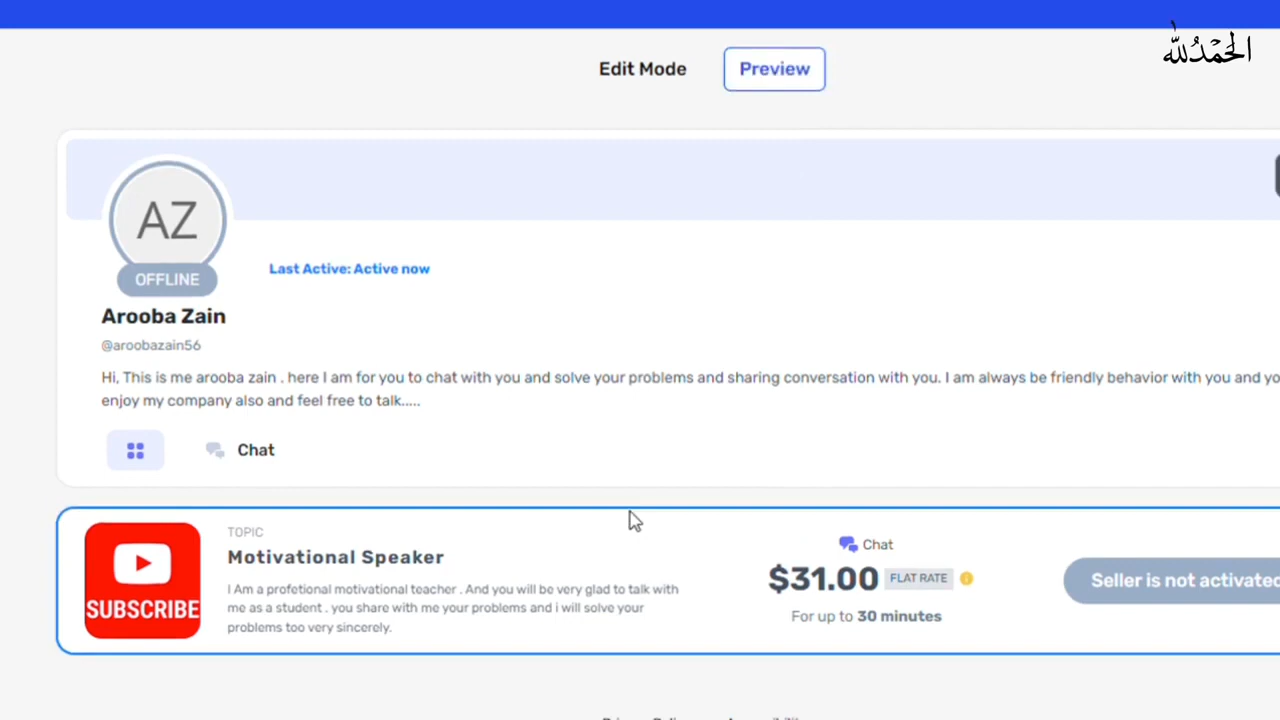 الحمدلله
Edit Mode
Preview
AZ
OFFLINE
Last Active: Active now
Arooba Zain
@aroobazain56
Hi, This is me arooba zain . here I am for you to chat with you and solve your problems and sharing conversation with you. I am always be friendly behavior with you and yo
enjoy my company also and feel free to talk.....
Chat
TOPIC
Motivational Speaker
I Am a profetional motivational teacher . And you will be very glad to talk with
me as a student . you share with me your problems and i will solve your
problems too very sincerely.
SUBSCRIBE
Chat
$31.00 FLAT RATE
For up to 30 minutes
Seller is not activated